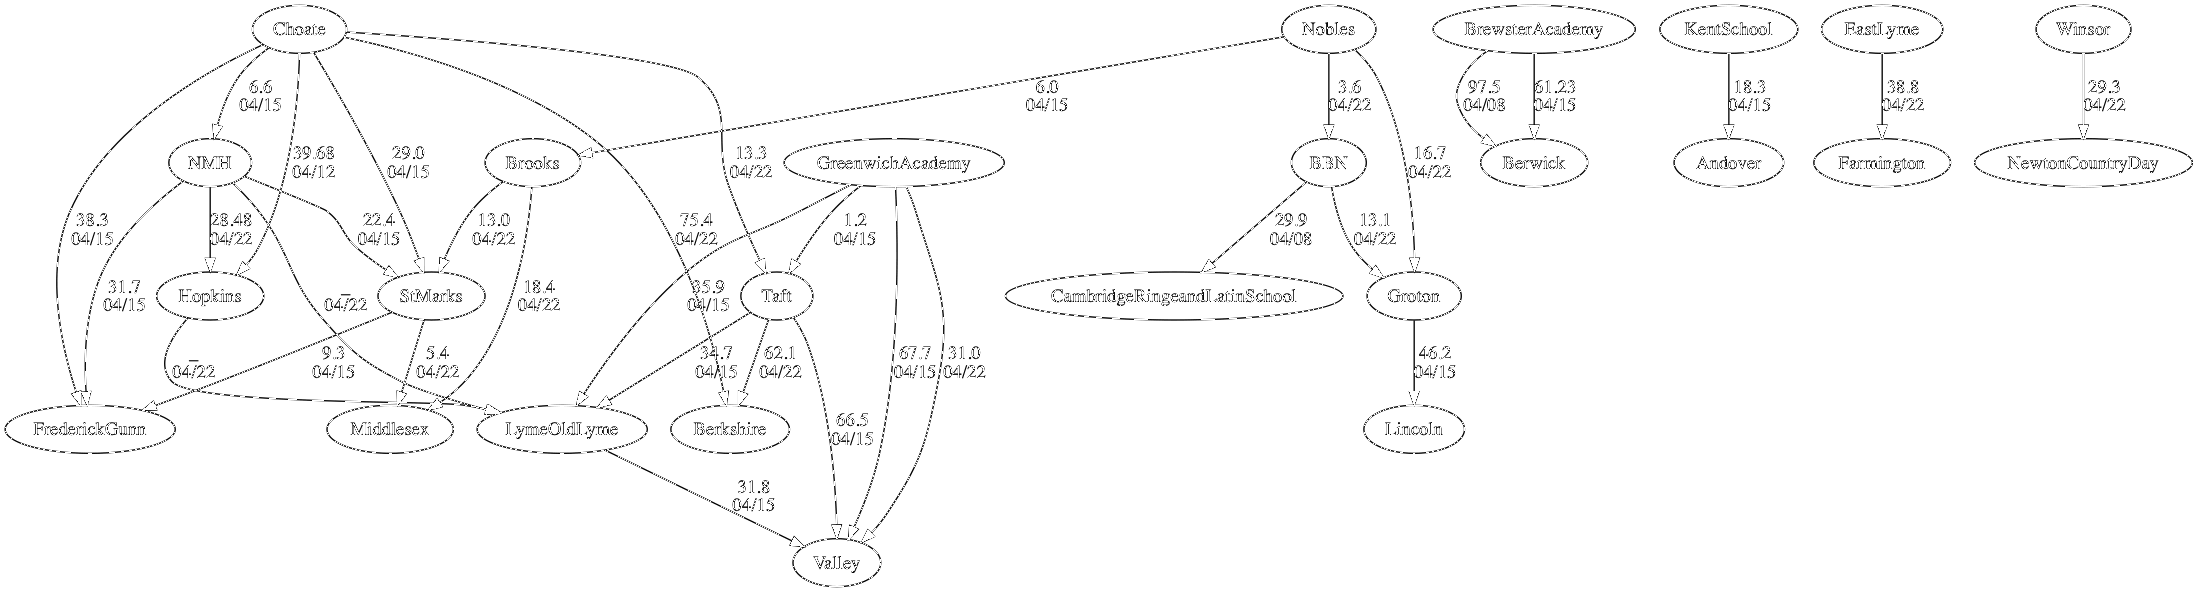 Choate
Nobles
BrewsterAcademy
KentSchool
EastLyme
Winsor
6.6
04/15
6.0
04/15
3.6
04/22
97.5
04/08
61.23
04/15
18.3
04/15
38.8
04/22
29.3
04/22
NMH
39.68
04/12
29.0
04/15
Brooks
13.3
04/22
GreenwichAcademy
BBN
16.7
04/22
Berwick
Andover
Farmington
NewtonCountryDay
38.3
04/15
28.48
04/22
22.4
04/15
13.0
04/22
75.4
04/22
1.2
04/15
29.9
04/08
13.1
04/22
31.7
04/15
Hopkins
_
04/22
StMarks
18.4
04/22
35.9
04/15
Taft
CambridgeRingeandLatinSchool
Groton
_
04/22
9.3
04/15
5.4
04/22
34.7
04/15
62.1
04/22
67.7
04/15
31.0
04/22
46.2
04/15
FrederickGunn
Middlesex
LymeOldLyme
Berkshire
66.5
04/15
Lincoln
31.8
04/15
Valley